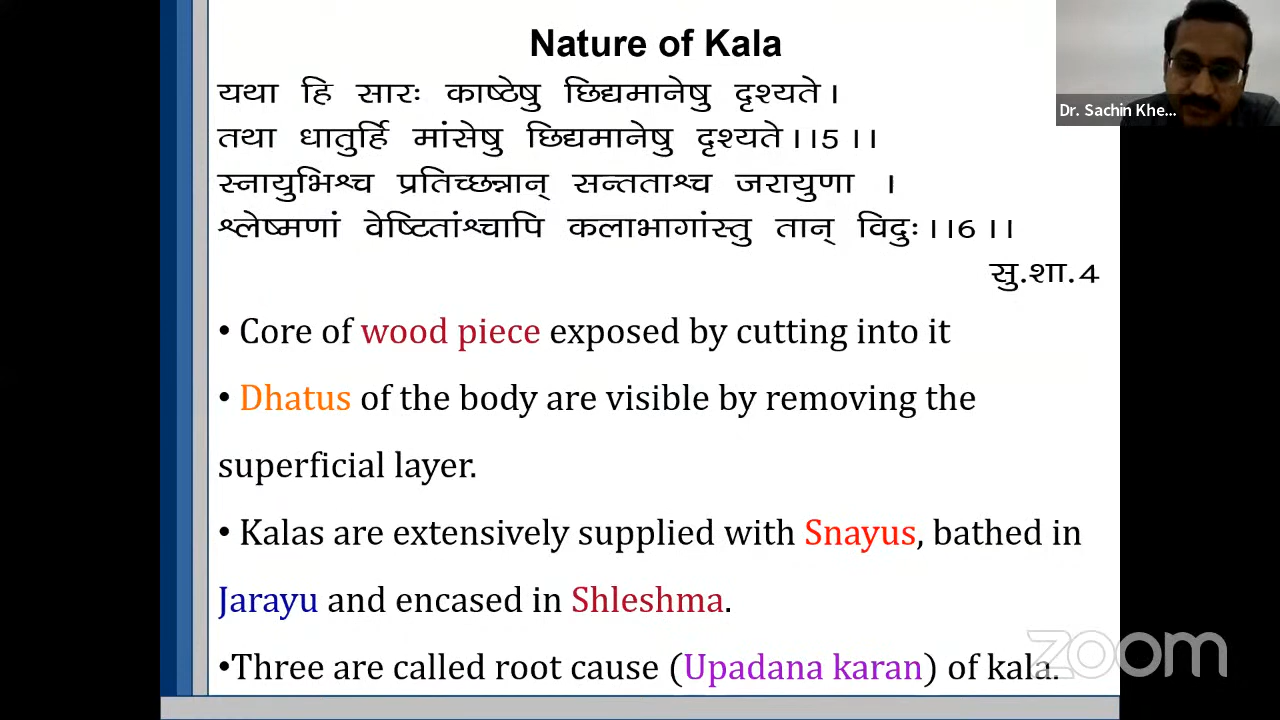 Nature of Kala
यथा हि सारः काष्ठेषु छिद्यमानेषु दृश्यते ।
तथा धातुर्हि मांसेषु छिद्यमानेषु दृश्यते ।।5 ।।
स्नायुभिश्च प्रतिच्छन्नान् सन्तताश्च जरायुणा ।
श्लेष्मणां वेष्टितांश्चापि कलाभागांस्तु तान् विदुः ।।6 ।।
सु.शा.4
• Core of wood piece exposed by cutting into it
• Dhatus of the body are visible by removing the
superficial layer.
• Kalas are extensively supplied with Snayus, bathed in
Jarayu and encased in Shleshma.
•Three are called root cause (Upadana karan) of kala.
Dr. Sachin Khe...
zoom